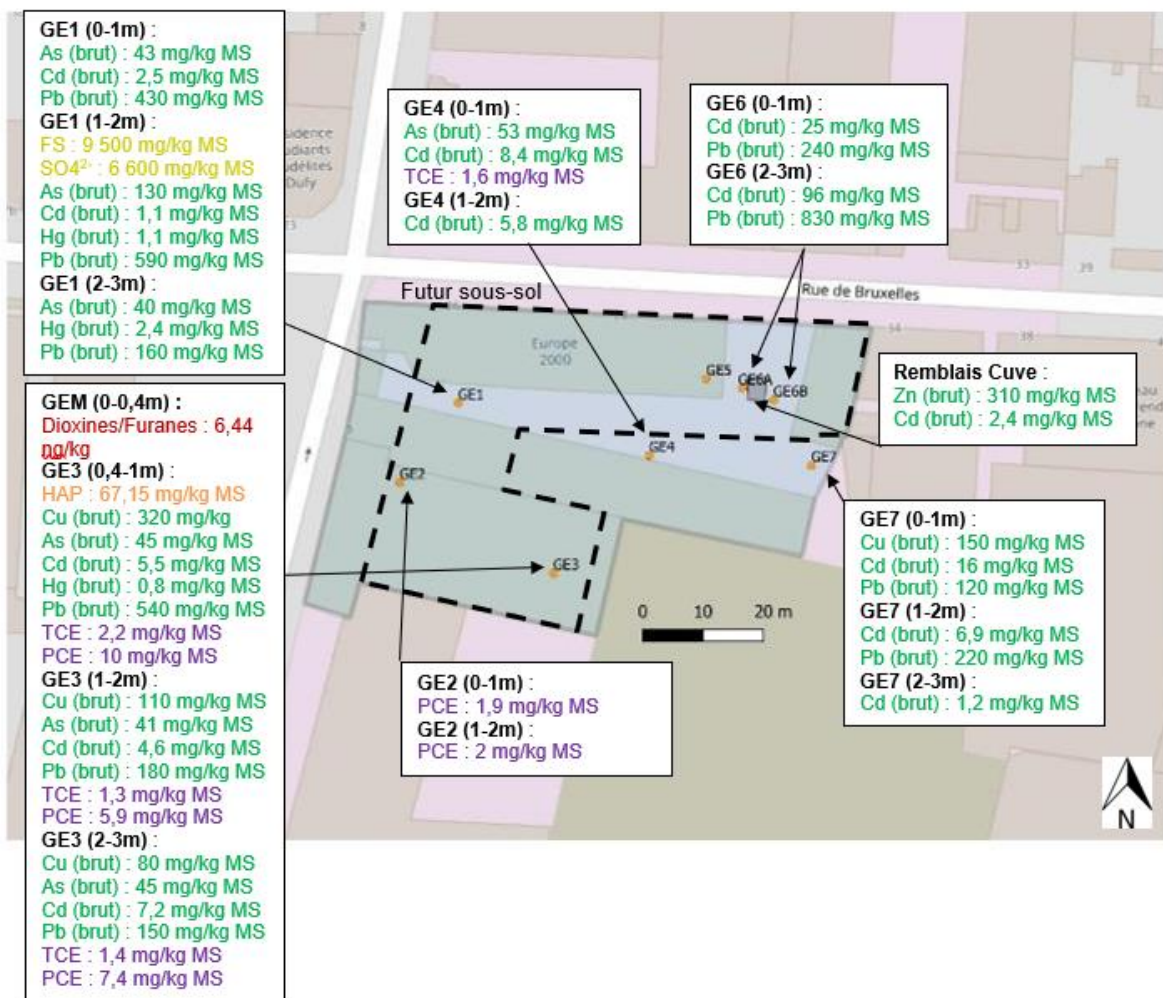 GE1 (0-1m) :
As (brut) : 43 mg/kg MS
Cd (brut) : 2,5 mg/kg MS
Pb (brut) : 430 mg/kg MS
GE1 (1-2m) :
FS : 9 500 mg/kg MS
SO4²⁻ : 6 600 mg/kg MS
As (brut) : 130 mg/kg MS
Cd (brut) : 1,1 mg/kg MS
Hg (brut) : 1,1 mg/kg MS
Pb (brut) : 590 mg/kg MS
GE1 (2-3m) :
As (brut) : 40 mg/kg MS
Hg (brut) : 2,4 mg/kg MS
Pb (brut) : 160 mg/kg MS
GEM (0-0,4m) :
Dioxines/Furanes : 6,44
ng/kg
GE3 (0,4-1m) :
HAP : 67,15 mg/kg MS
Cu (brut) : 320 mg/kg
As (brut) : 45 mg/kg MS
Cd (brut) : 5,5 mg/kg MS
Hg (brut) : 0,8 mg/kg MS
Pb (brut) : 540 mg/kg MS
TCE : 2,2 mg/kg MS
PCE : 10 mg/kg MS
GE3 (1-2m) :
Cu (brut) : 110 mg/kg MS
As (brut) : 41 mg/kg MS
Cd (brut) : 4,6 mg/kg MS
Pb (brut) : 180 mg/kg MS
TCE : 1,3 mg/kg MS
PCE : 5,9 mg/kg MS
GE3 (2-3m) :
Cu (brut) : 80 mg/kg MS
As (brut) : 45 mg/kg MS
Cd (brut) : 7,2 mg/kg MS
Pb (brut) : 150 mg/kg MS
TCE : 1,4 mg/kg MS
PCE : 7,4 mg/kg MS
GE4 (0-1m) :
As (brut) : 53 mg/kg MS
Cd (brut) : 8,4 mg/kg MS
TCE : 1,6 mg/kg MS
GE4 (1-2m) :
Cd (brut) : 5,8 mg/kg MS
GE6 (0-1m) :
Cd (brut) : 25 mg/kg MS
Pb (brut) : 240 mg/kg MS
GE6 (2-3m) :
Cd (brut) : 96 mg/kg MS
Pb (brut) : 830 mg/kg MS
Remblais Cuve :
Zn (brut) : 310 mg/kg MS
Cd (brut) : 2,4 mg/kg MS
GE7 (0-1m) :
Cu (brut) : 150 mg/kg MS
Cd (brut) : 16 mg/kg MS
Pb (brut) : 120 mg/kg MS
GE7 (1-2m) :
Cd (brut) : 6,9 mg/kg MS
Pb (brut) : 220 mg/kg MS
GE7 (2-3m) :
Cd (brut) : 1,2 mg/kg MS
GE2 (0-1m) :
PCE : 1,9 mg/kg MS
GE2 (1-2m) :
PCE : 2 mg/kg MS
Futur sous-sol
Rue de Bruxelles
Europe
2000
Dufy
33
39
34
38
GE1
GE2
GE3
GE4
GE5
GE6A
GE6B
GE7
0 10 20 m
N